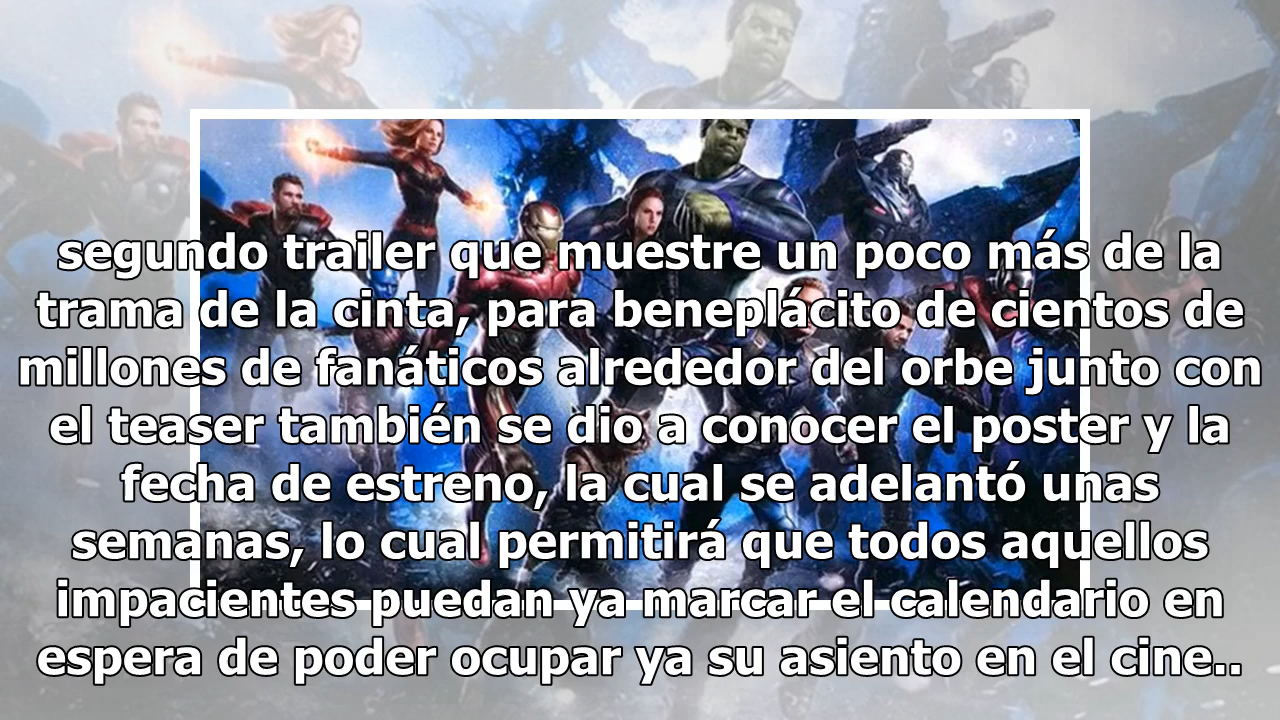 segundo trailer que muestre un poco más de la
trama de la cinta, para beneplácito de cientos de
millones de fanáticos alrededor del orbe junto con
el teaser también se dio a conocer el poster y la
fecha de estreno, la cual se adelantó unas
semanas, lo cual permitirá que todos aquellos
impacientes puedan ya marcar el calendario en
espera de poder ocupar ya su asiento en el cine..